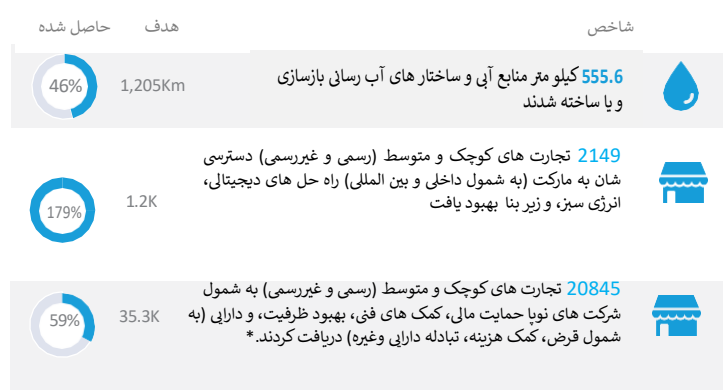 شاخص هدف حاصل شده
555.6 کیلو متر منابع آبی و ساختار های آب رسانی بازسازی
و یا ساخته شدند
1,205Km
46%
2149 تجارت های کوچک و متوسط (رسمی و غیررسمی) دسترسی
شان به مارکت (به شمول داخلی و بین المللی) راه حل های دیجیتالی،
انرژی سبز، و زیر بنا بهبود یافت
1.2K
179%
20845 تجارت های کوچک و متوسط (رسمی و غیررسمی) به شمول
شرکت های نوپا حمایت مالی، کمک های فنی، بهبود ظرفیت، و دارایی (به
شمول قرض، کمک هزینه، تبادله دارایی وغیره) دریافت کردند.*
35.3K
59%